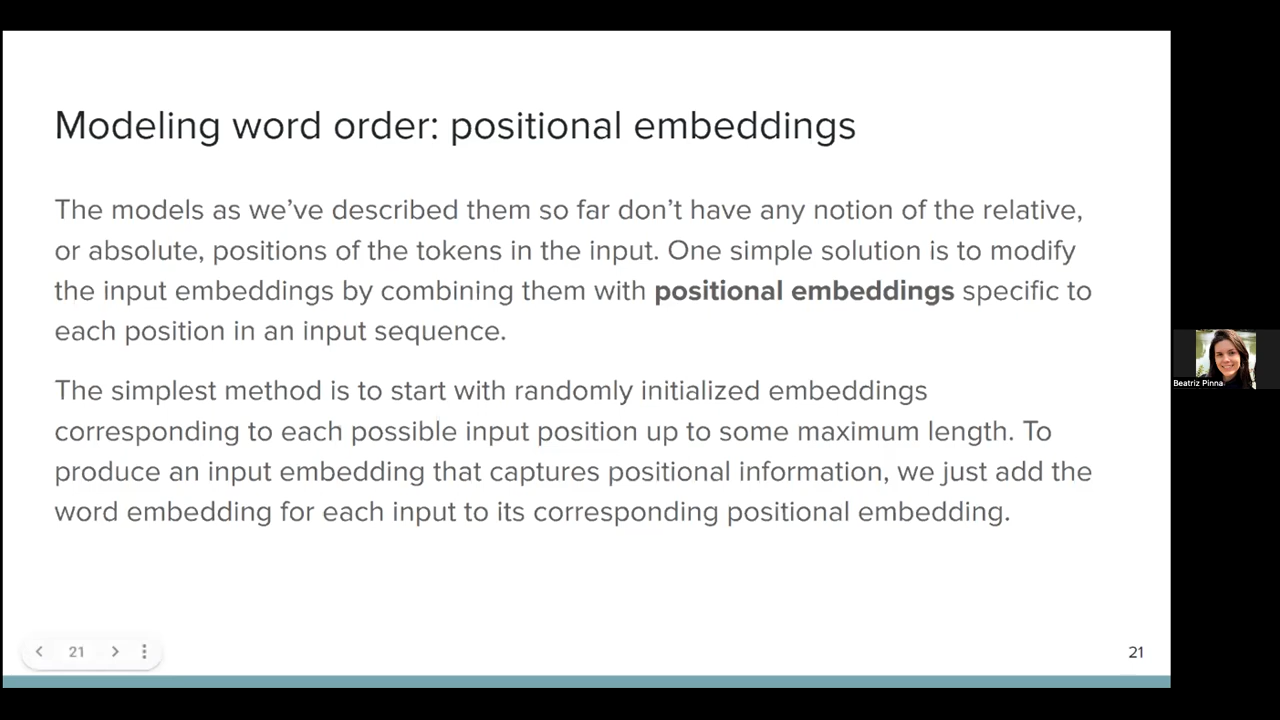 Modeling word order: positional embeddings
The models as we've described them so far don't have any notion of the relative,
or absolute, positions of the tokens in the input. One simple solution is to modify
the input embeddings by combining them with positional embeddings specific to
each position in an input sequence.
The simplest method is to start with randomly initialized embeddings
corresponding to each possible input position up to some maximum length. To
produce an input embedding that captures positional information, we just add the
word embedding for each input to its corresponding positional embedding.
Beatriz Pinna
21
21